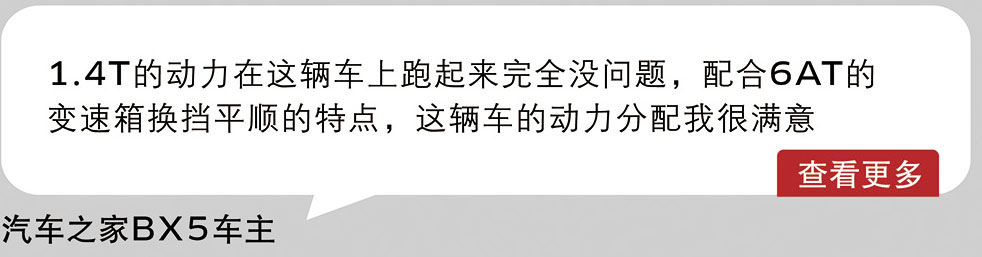 1.4T的动力在这辆车上跑起来完全没问题，配合6AT的
变速箱换挡平顺的特点，这辆车的动力分配我很满意
查看更多
汽车之家BX5车主